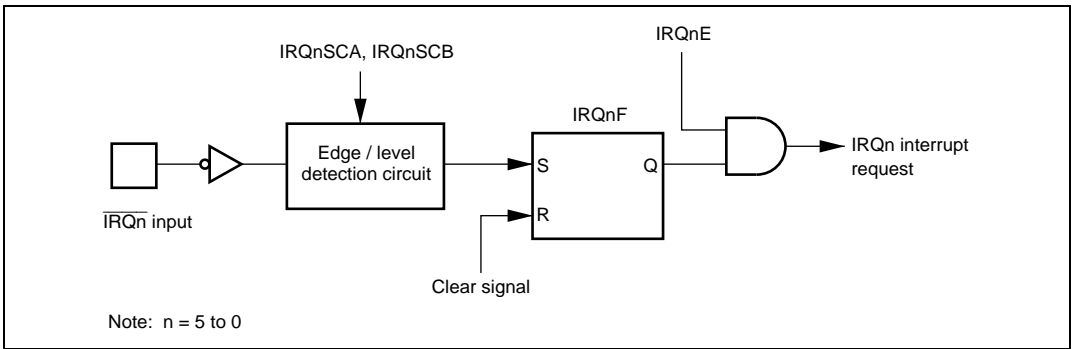 IRQnE
IRQnSCA, IRQnSCB
IRQnF
Edge / level
detection circuit
S
Q
IRQn interrupt
request
R
IRQn input
Clear signal
Note: n = 5 to 0